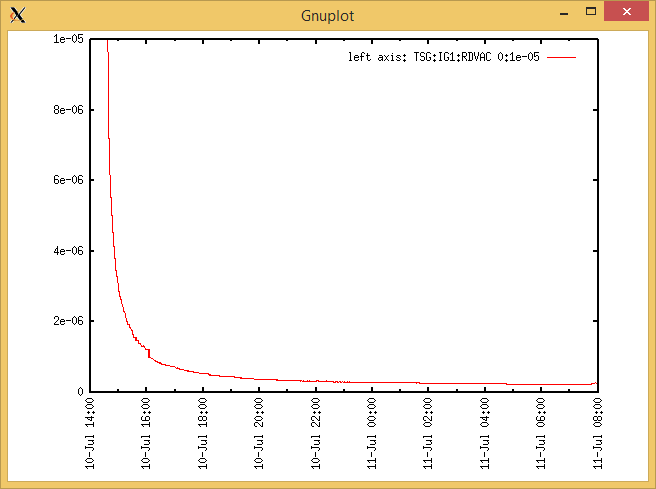 Gnuplot
left axis: TSG:IG1:RDVAC 0:1e-05
1e-05
8e-06
6e-06
4e-06
2e-06
0
10-Jul 14:00
10-Jul 16:00
10-Jul 18:00
10-Jul 20:00
10-Jul 22:00
11-Jul 00:00
11-Jul 02:00
11-Jul 04:00
11-Jul 06:00
11-Jul 08:00